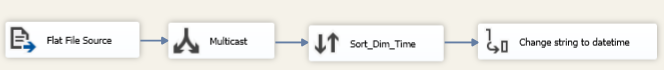 Flat File Source
Multicast
Sort_Dim_Time
Change string to datetime